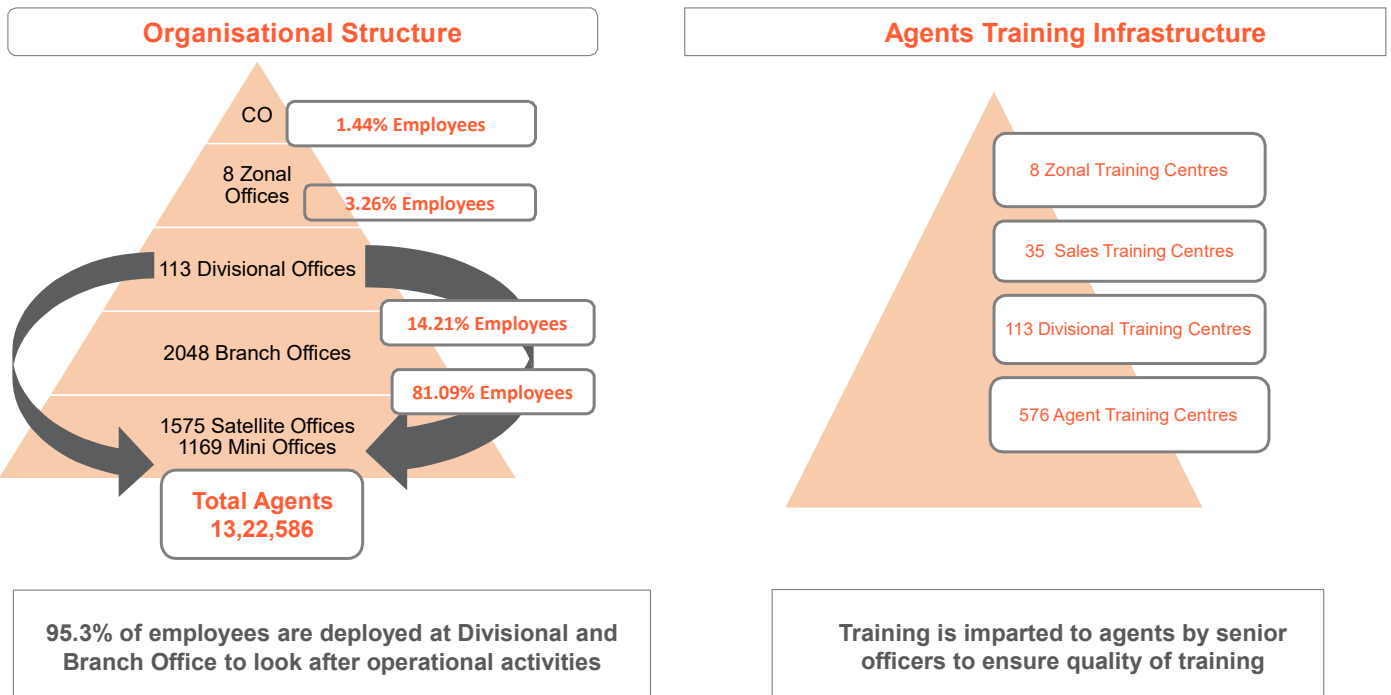 Organisational Structure
CO
1.44% Employees
8 Zonal
Offices
3.26% Employees
113 Divisional Offices
14.21% Employees
2048 Branch Offices
81.09% Employees
1575 Satellite Offices
1169 Mini Offices
Total Agents
13,22,586
95.3% of employees are deployed at Divisional and
Branch Office to look after operational activities
Agents Training Infrastructure
8 Zonal Training Centres
35 Sales Training Centres
113 Divisional Training Centres
576 Agent Training Centres
Training is imparted to agents by senior
officers to ensure quality of training